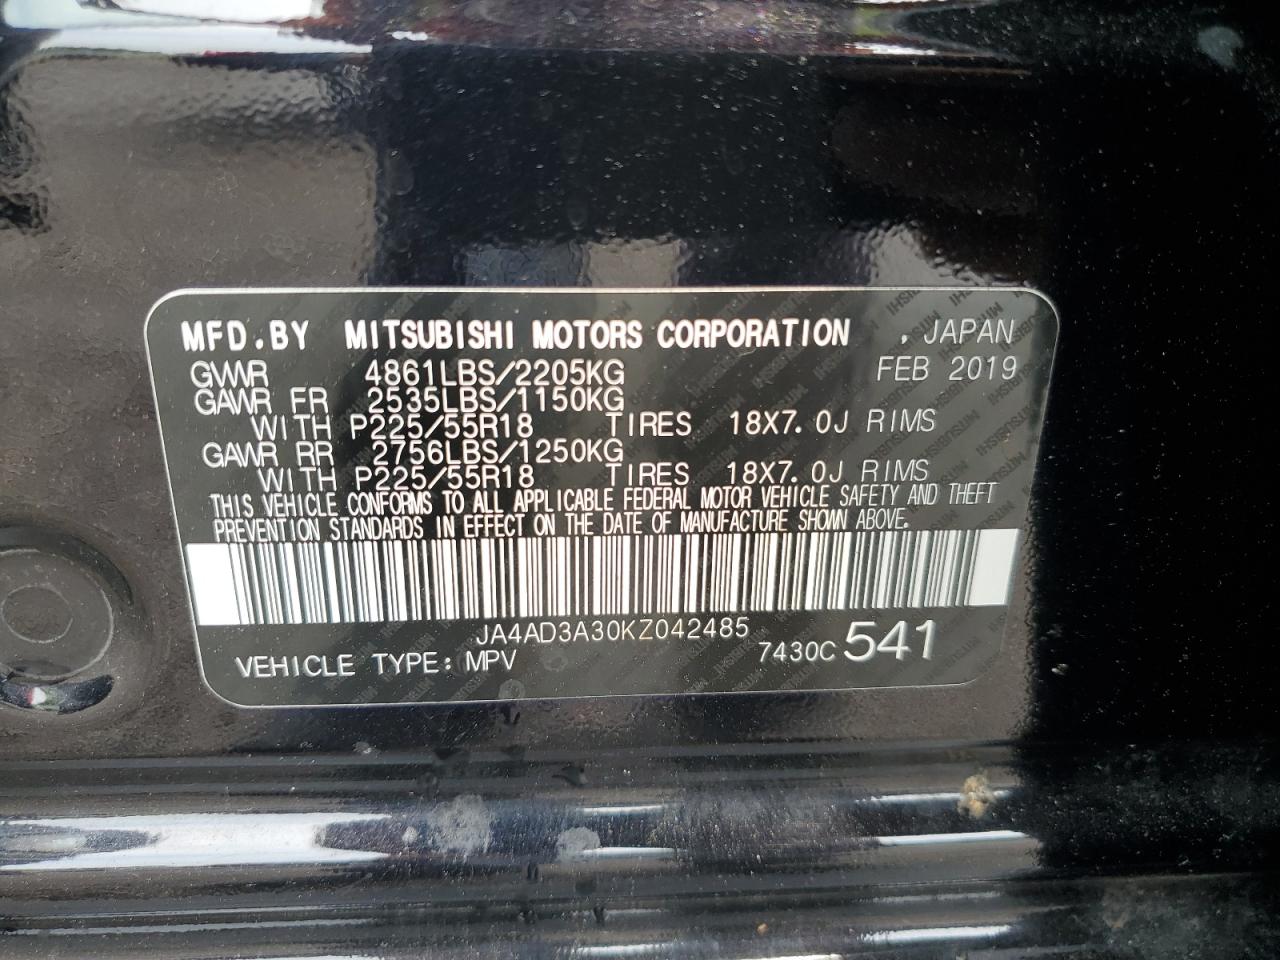 MFD.BY MITSUBISHI MOTORS CORPORATION , JAPAN
GVWR 4861LBS/2205KG FEB 2019
GAWR FR 2535LBS/1150KG
WITH P225/55R18 TIRES 18X7.0J RIMS
GAWR RR 2756LBS/1250KG
WITH P225/55R18 TIRES 18X7.0J RIMS
THIS VEHICLE CONFORMS TO ALL APPLICABLE FEDERAL MOTOR VEHICLE SAFETY AND THEFT
PREVENTION STANDARDS IN EFFECT ON THE DATE OF MANUFACTURE SHOWN ABOVE.
JA4AD3A30KZ042485
VEHICLE TYPE: MPV 7430C 541